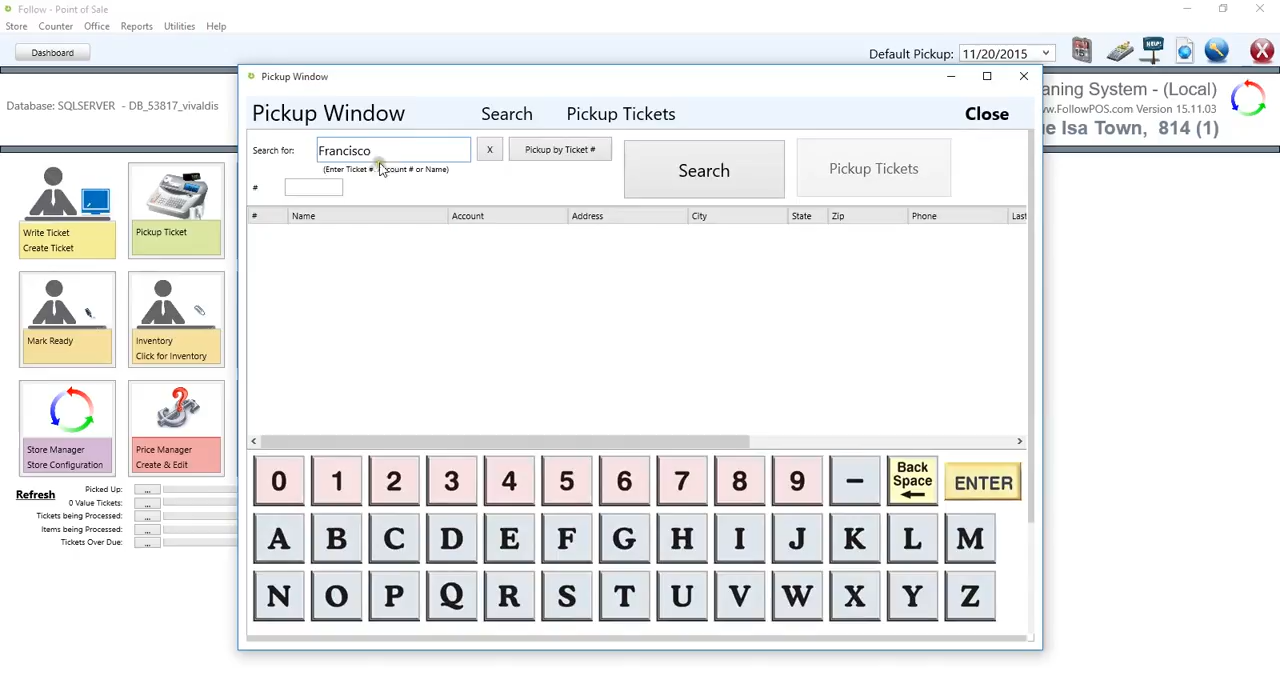 Follow - Point of Sale
Store Counter Office Reports Utilities Help
Dashboard
Default Pickup: 11/20/2015
Database: SQLSERVER - DB_53817_vivaldis
aning System - (Local)
w.FollowPOS.com Version 15.11.03
e Isa Town, 814 (1)
Pickup Window
Pickup Window Search Pickup Tickets Close
Search for: Francisco X Pickup by Ticket # Search Pickup Tickets
(Enter Ticket #, count # or Name)
#
# Name Account Address City State Zip Phone Last
Write Ticket
Create Ticket
Pickup Ticket
Mark Ready
Inventory
Click for Inventory
Store Manager
Store Configuration
Price Manager
Create & Edit
Refresh
Picked Up: ...
0 Value Tickets: ...
Tickets being Processed: ...
Items being Processed: ...
Tickets Over Due: ...
0 1 2 3 4 5 6 7 8 9 - Back Space ENTER
A B C D E F G H I J K L M
N O P Q R S T U V W X Y Z